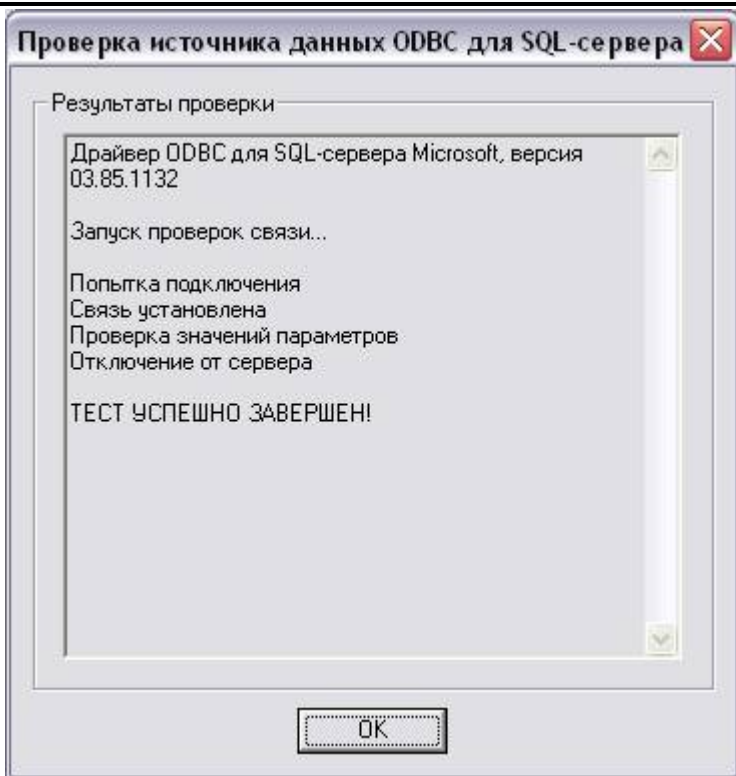 Проверка источника данных ODBC для SQL-сервера
Результаты проверки
Драйвер ODBC для SQL-сервера Microsoft, версия
03.85.1132
Запуск проверок связи...
Попытка подключения
Связь установлена
Проверка значений параметров
Отключение от сервера
ТЕСТ УСПЕШНО ЗАВЕРШЕН!
OK